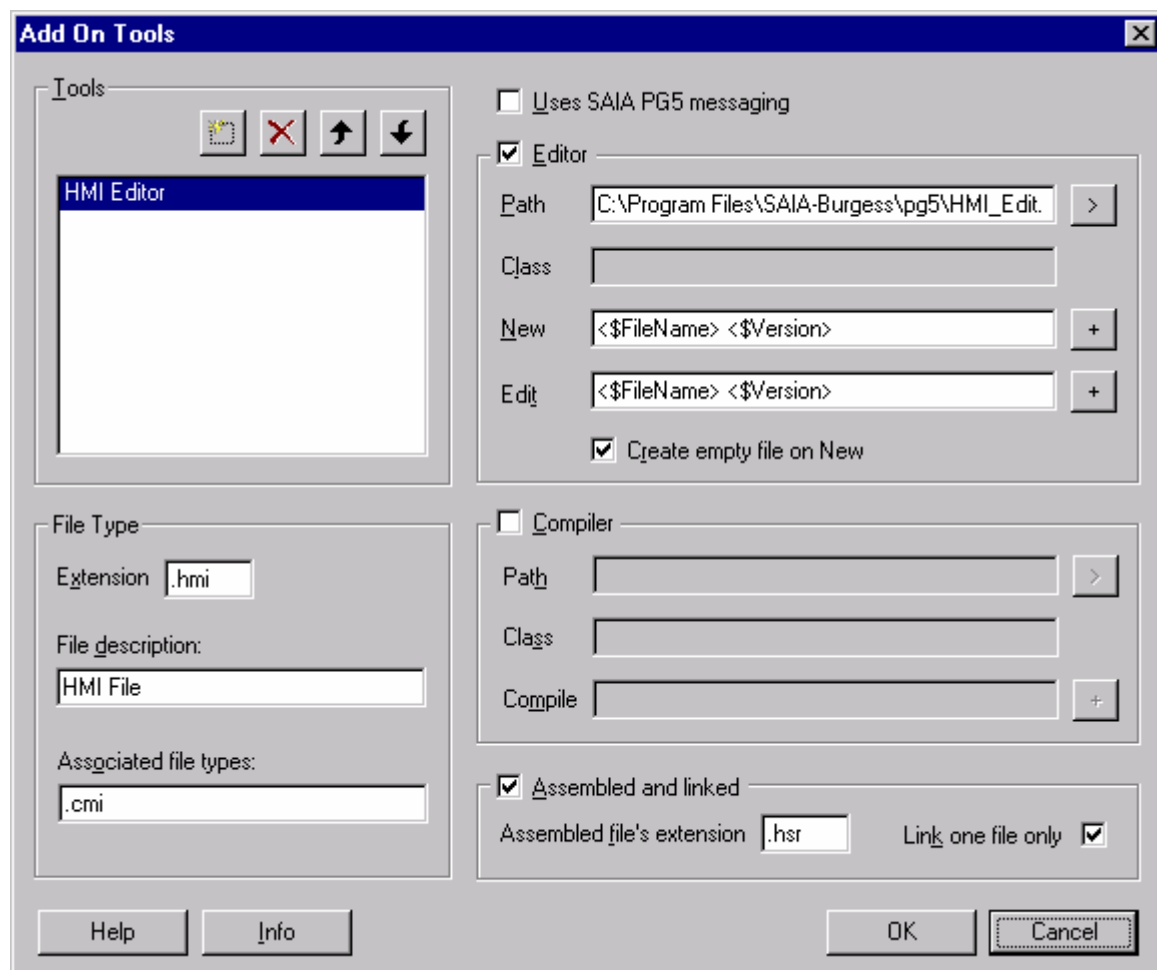 Add On Tools
Tools
HMI Editor
Uses SAIA PG5 messaging
Editor
Path C:\Program Files\SAIA-Burgess\pg5\HMI_Edit. >
Class
New <$FileName> <$Version> +
Edit <$FileName> <$Version> +
Create empty file on New
File Type
Extension .hmi
File description:
HMI File
Associated file types:
.cmi
Compiler
Path >
Class
Compile +
Assembled and linked
Assembled file's extension .hsr Link one file only
Help Info OK Cancel